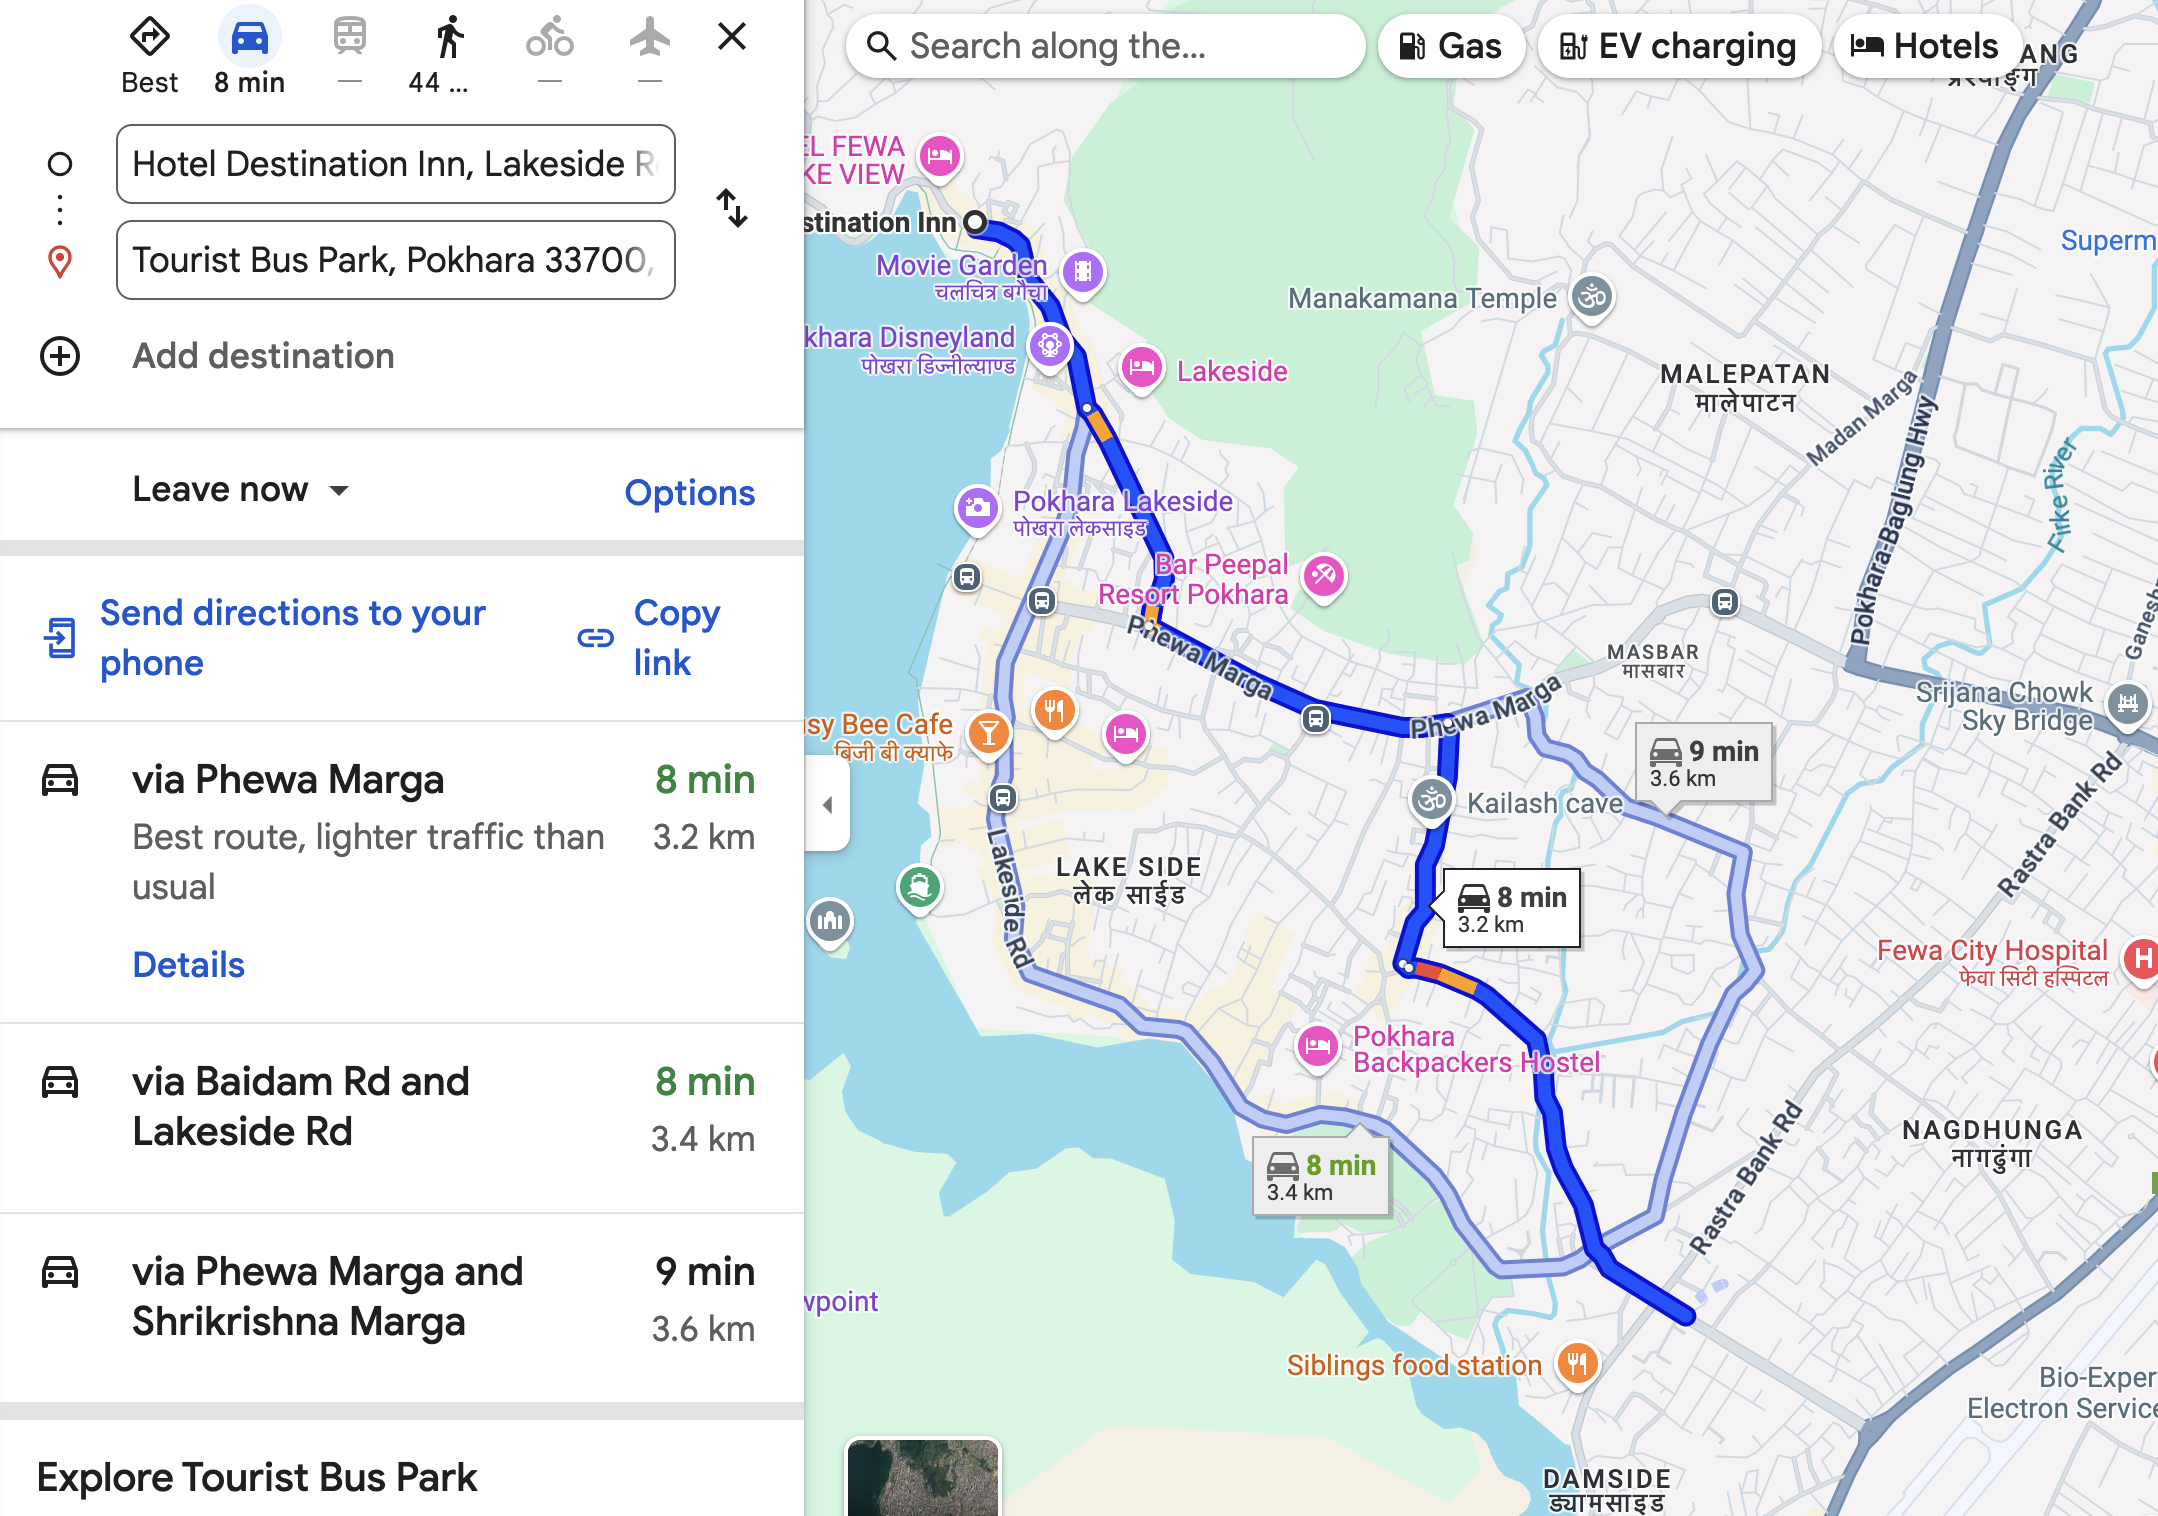 Best
8 min
—
44 ...
—
—
Hotel Destination Inn, Lakeside R
Tourist Bus Park, Pokhara 33700,
Add destination
Leave now
Options
Send directions to your
phone
Copy
link
via Phewa Marga
8 min
Best route, lighter traffic than
usual
3.2 km
Details
via Baidam Rd and
Lakeside Rd
8 min
3.4 km
via Phewa Marga and
Shrikrishna Marga
9 min
3.6 km
Explore Tourist Bus Park
Search along the...
Gas
EV charging
Hotels
ANG
EL FEWA
KE VIEW
stination Inn
Movie Garden
चलचित्र बगैचा
khara Disneyland
पोखरा डिज्नील्याण्ड
Lakeside
Manakamana Temple
Superm
MALEPATAN
मालेपाटन
Madan Marga
Pokhara-Baglung Hwy
Firke River
Ganesh
Pokhara Lakeside
पोखरा लेकसाइड
Bar Peepal
Resort Pokhara
Phewa Marga
Phewa Marga
MASBAR
मासबार
Srijana Chowk
Sky Bridge
usy Bee Cafe
बिजी बी क्याफे
9 min
3.6 km
Kailash cave
Rastra Bank Rd
LAKE SIDE
लेक साईड
Lakeside Rd
8 min
3.2 km
Fewa City Hospital
फेवा सिटी हस्पिटल
H
Pokhara
Backpackers Hostel
8 min
3.4 km
Rastra Bank Rd
NAGDHUNGA
नागढुंगा
wpoint
Siblings food station
Bio-Exper
Electron Service
DAMSIDE
ड्यामसाइड